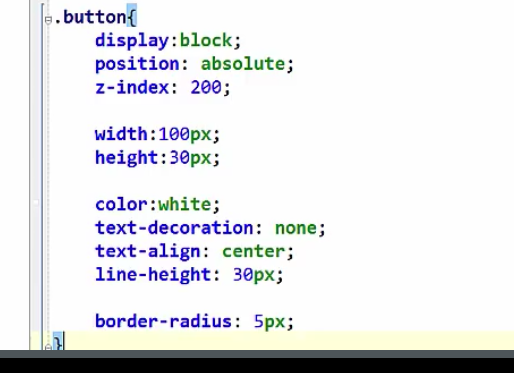 .button{
display:block;
position: absolute;
z-index: 200;
width:100px;
height:30px;
color:white;
text-decoration: none;
text-align: center;
line-height: 30px;
border-radius: 5px;
}